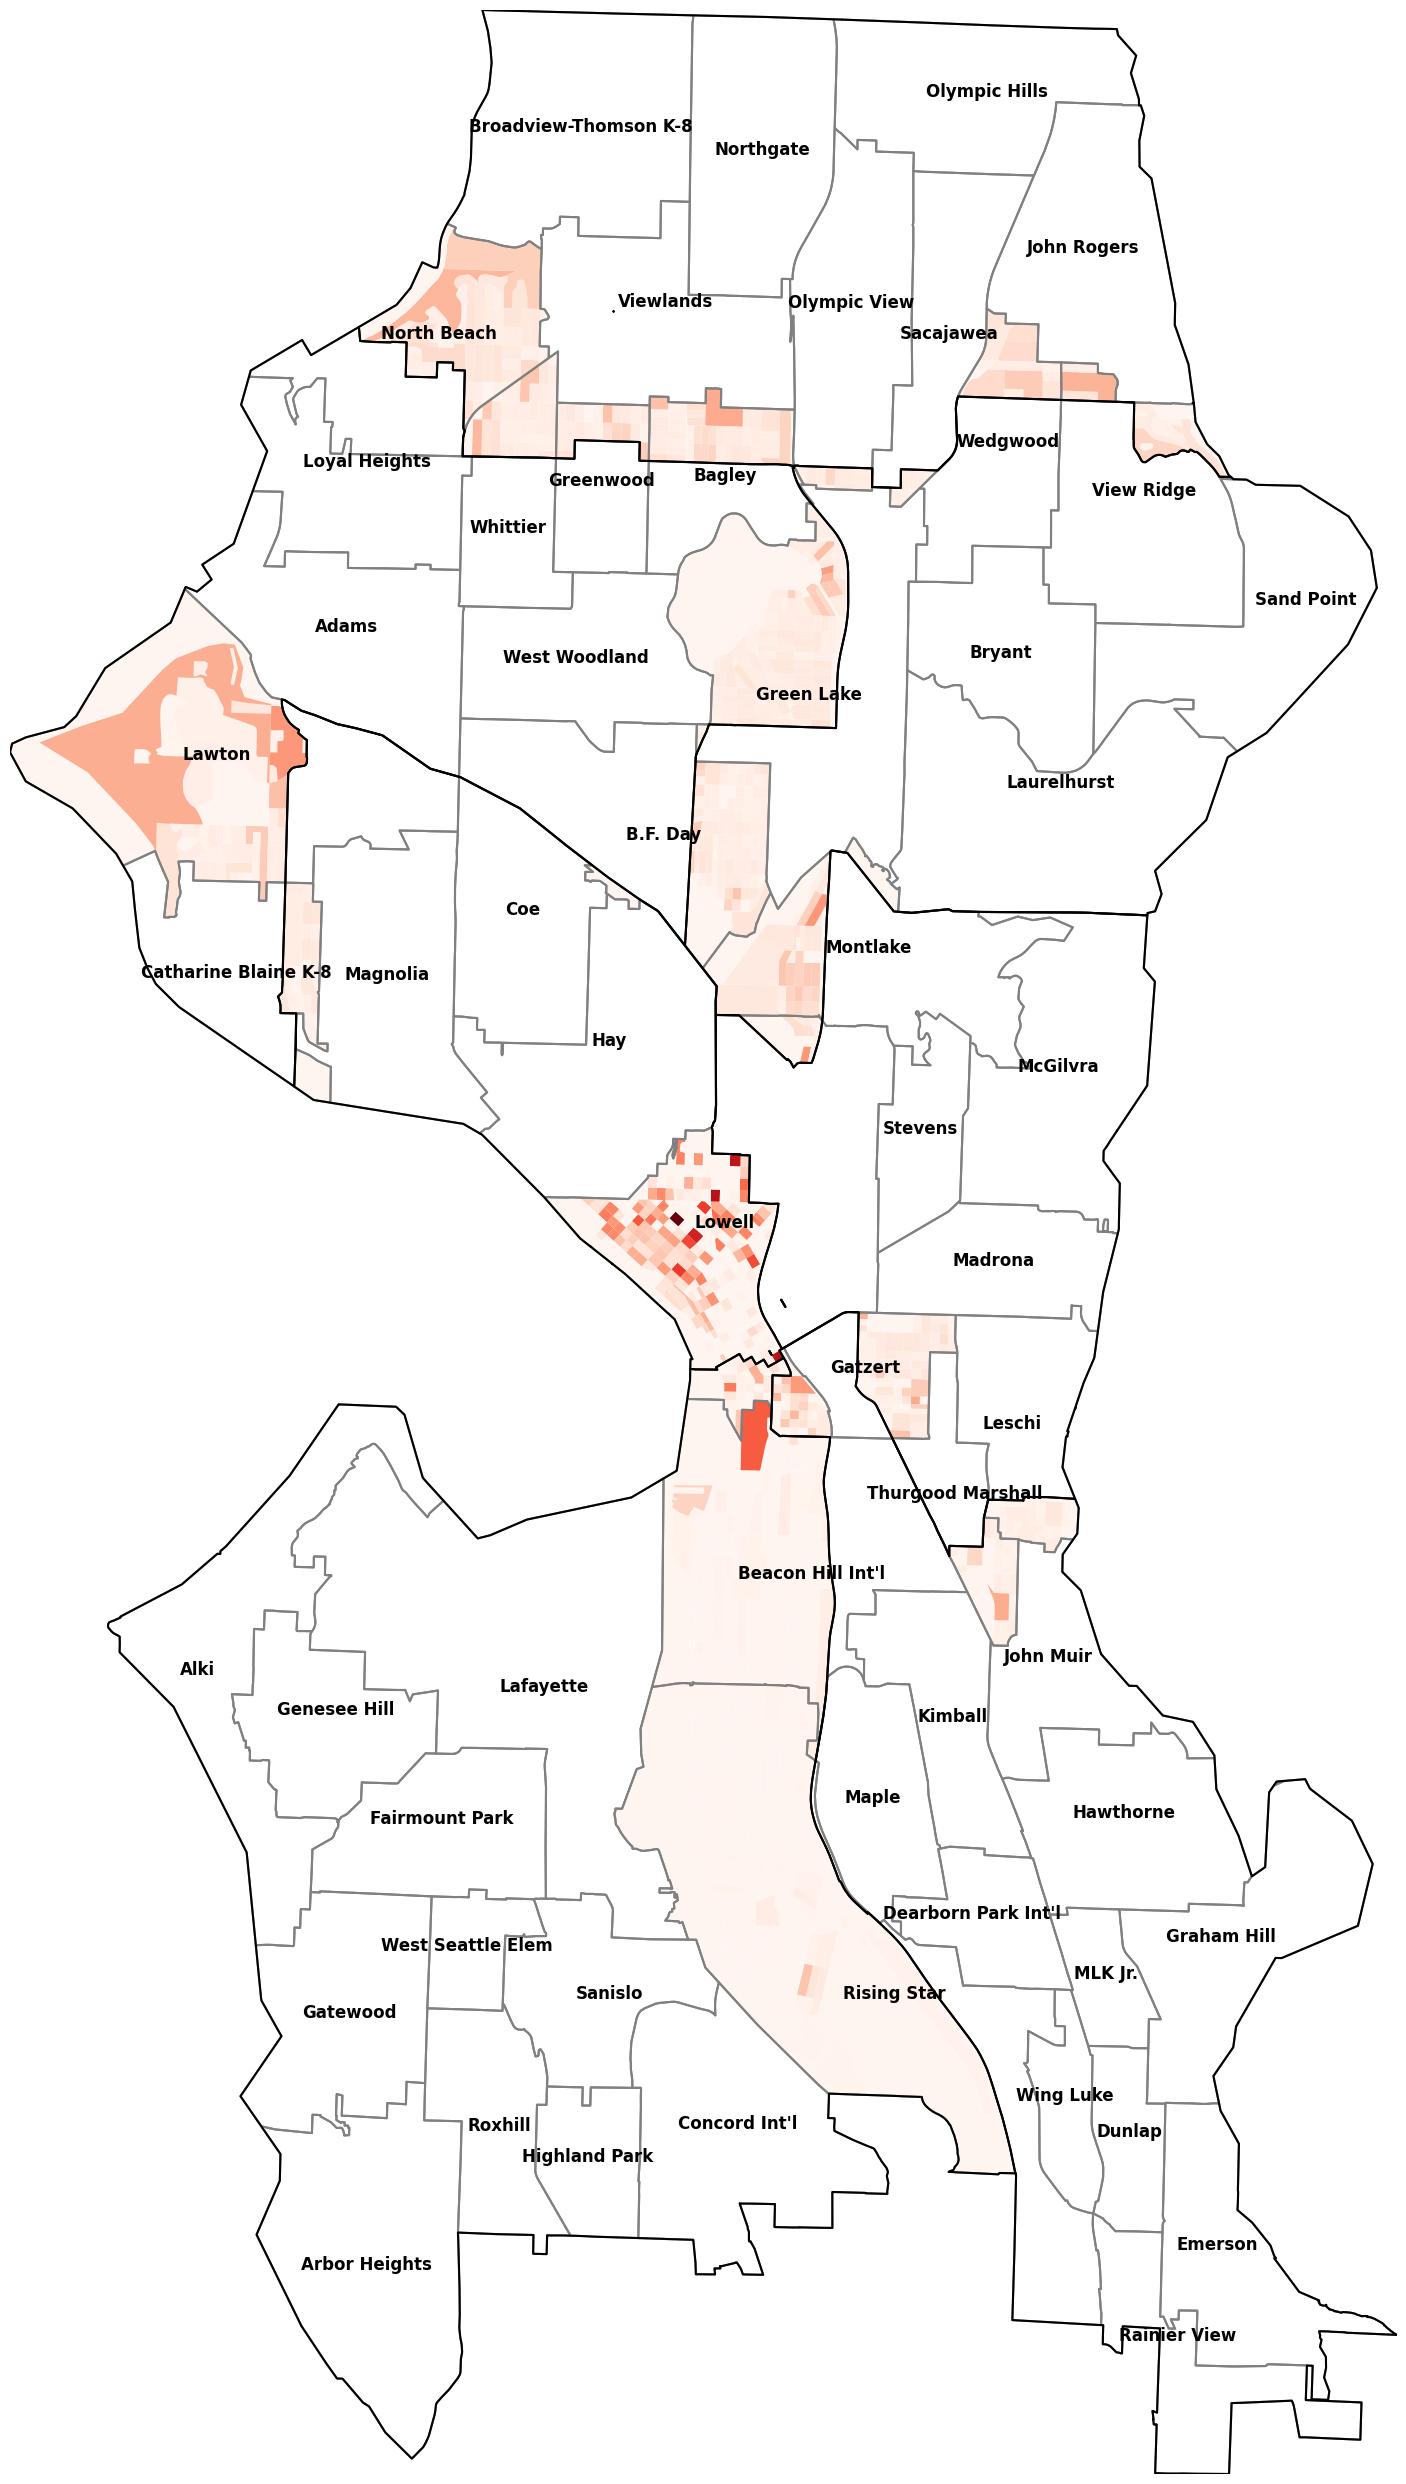 Olympic Hills
Broadview-Thomson K-8
Northgate
John Rogers
Viewlands
Olympic View
North Beach
Sacajawea
Wedgwood
Loyal Heights
Bagley
Greenwood
View Ridge
Whittier
Sand Point
Adams
Bryant
West Woodland
Green Lake
Lawton
Laurelhurst
B.F. Day
Coe
Montlake
Catharine Blaine K-8
Magnolia
Hay
McGilvra
Stevens
Lowell
Madrona
Gatzert
Leschi
Thurgood Marshall
Beacon Hill Int'l
John Muir
Alki
Lafayette
Genesee Hill
Kimball
Maple
Hawthorne
Fairmount Park
Dearborn Park Int'l
Graham Hill
West Seattle Elem
MLK Jr.
Sanislo
Rising Star
Gatewood
Wing Luke
Concord Int'l
Roxhill
Dunlap
Highland Park
Emerson
Arbor Heights
Rainier View